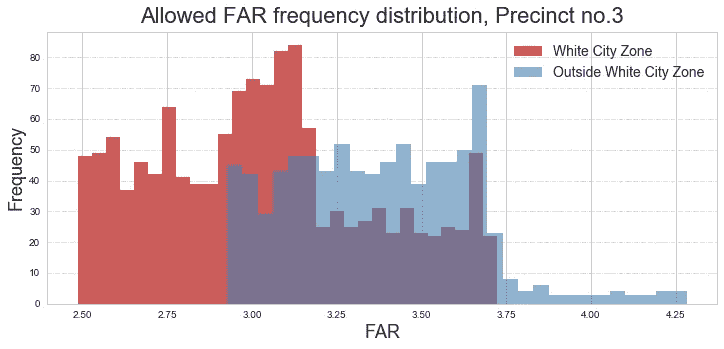 Allowed FAR frequency distribution, Precinct no.3
White City Zone
Outside White City Zone
Frequency
80
70
60
50
40
30
20
10
0
2.50 2.75 3.00 3.25 3.50 3.75 4.00 4.25
FAR